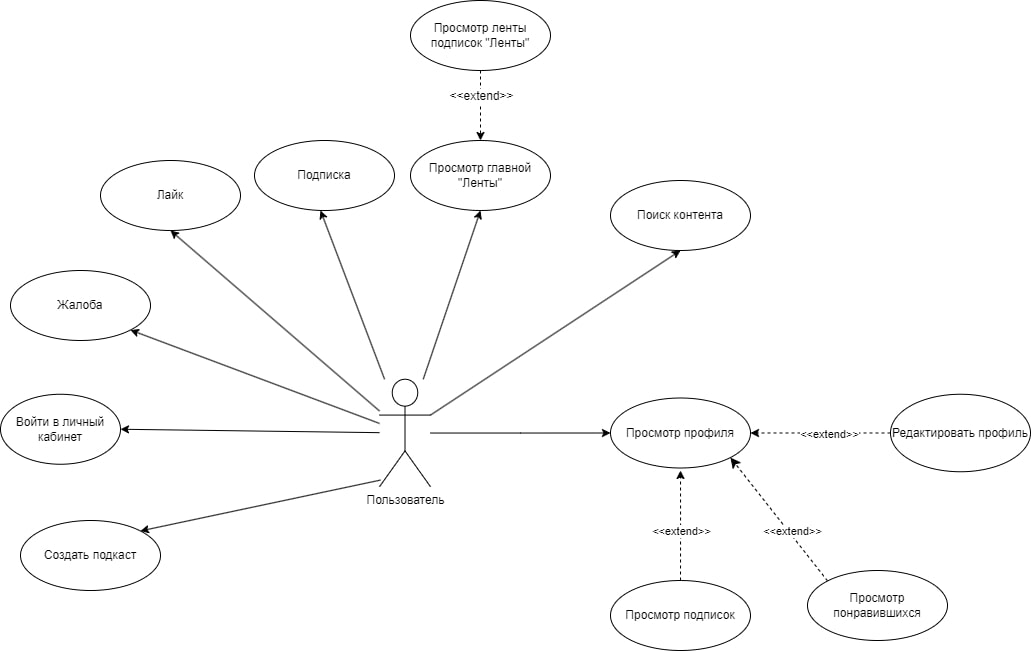 Просмотр ленты
подписок "Ленты"
<<extend>>
Просмотр главной
"Ленты"
Подписка
Лайк
Поиск контента
Жалоба
Войти в личный
кабинет
Просмотр профиля
<<extend>>
Редактировать профиль
Пользователь
<<extend>>
<<extend>>
Создать подкаст
Просмотр подписок
Просмотр
понравившихся